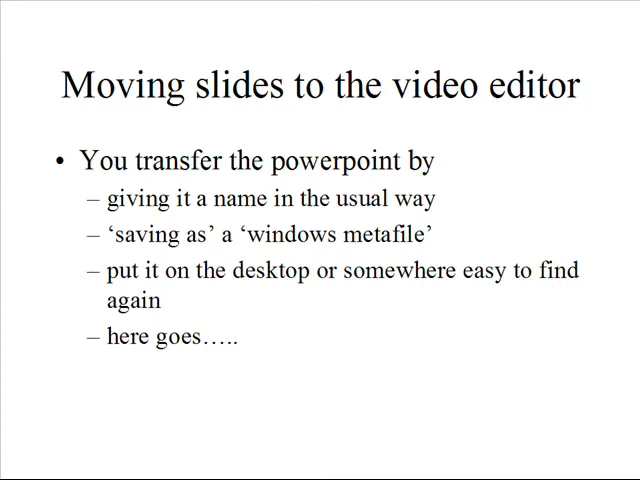 Moving slides to the video editor
• You transfer the powerpoint by
– giving it a name in the usual way
– ‘saving as’ a ‘windows metafile’
– put it on the desktop or somewhere easy to find
again
– here goes…..